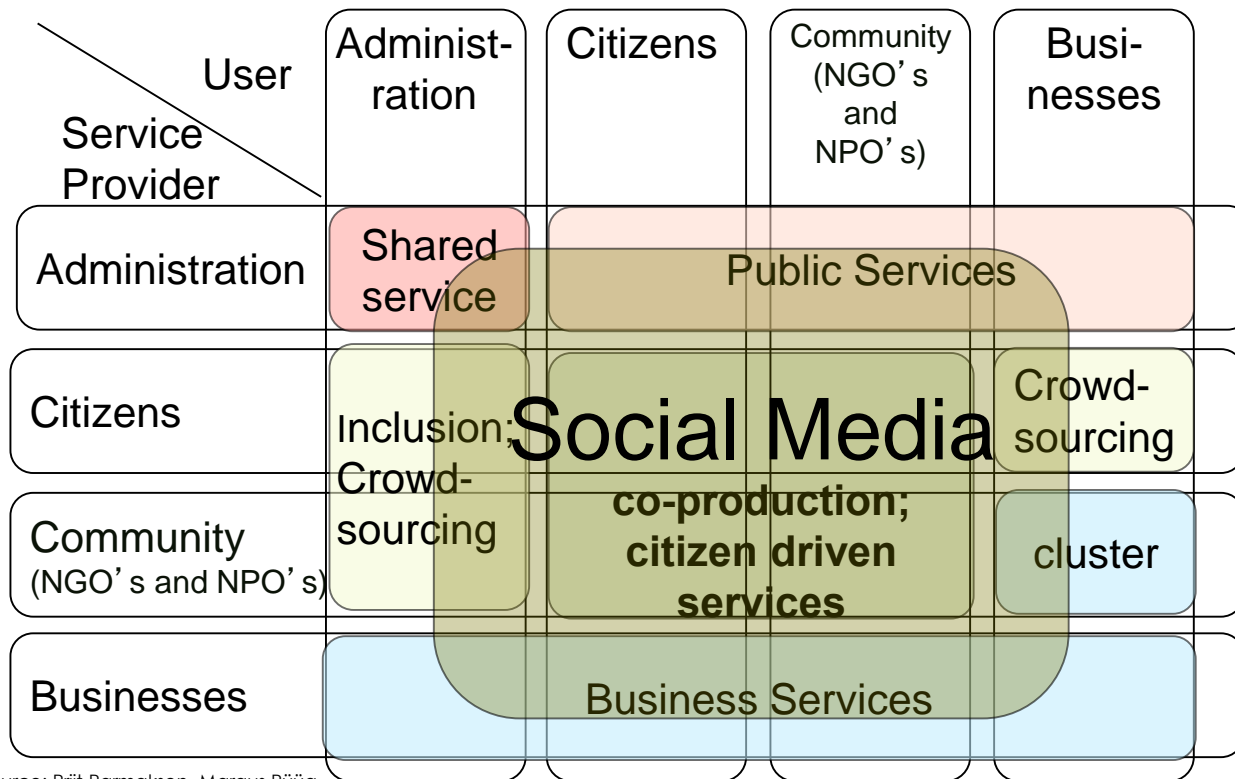 User
Service
Provider
Administ-
ration
Citizens
Community
(NGO’s
and
NPO’s)
Busi-
nesses
Administration
Shared
service
Public Services
Citizens
Inclusion;
Crowd-
sourcing
Social Media
co-production;
citizen driven
services
Crowd-
sourcing
Community
(NGO’s and NPO’s)
cluster
Businesses
Business Services